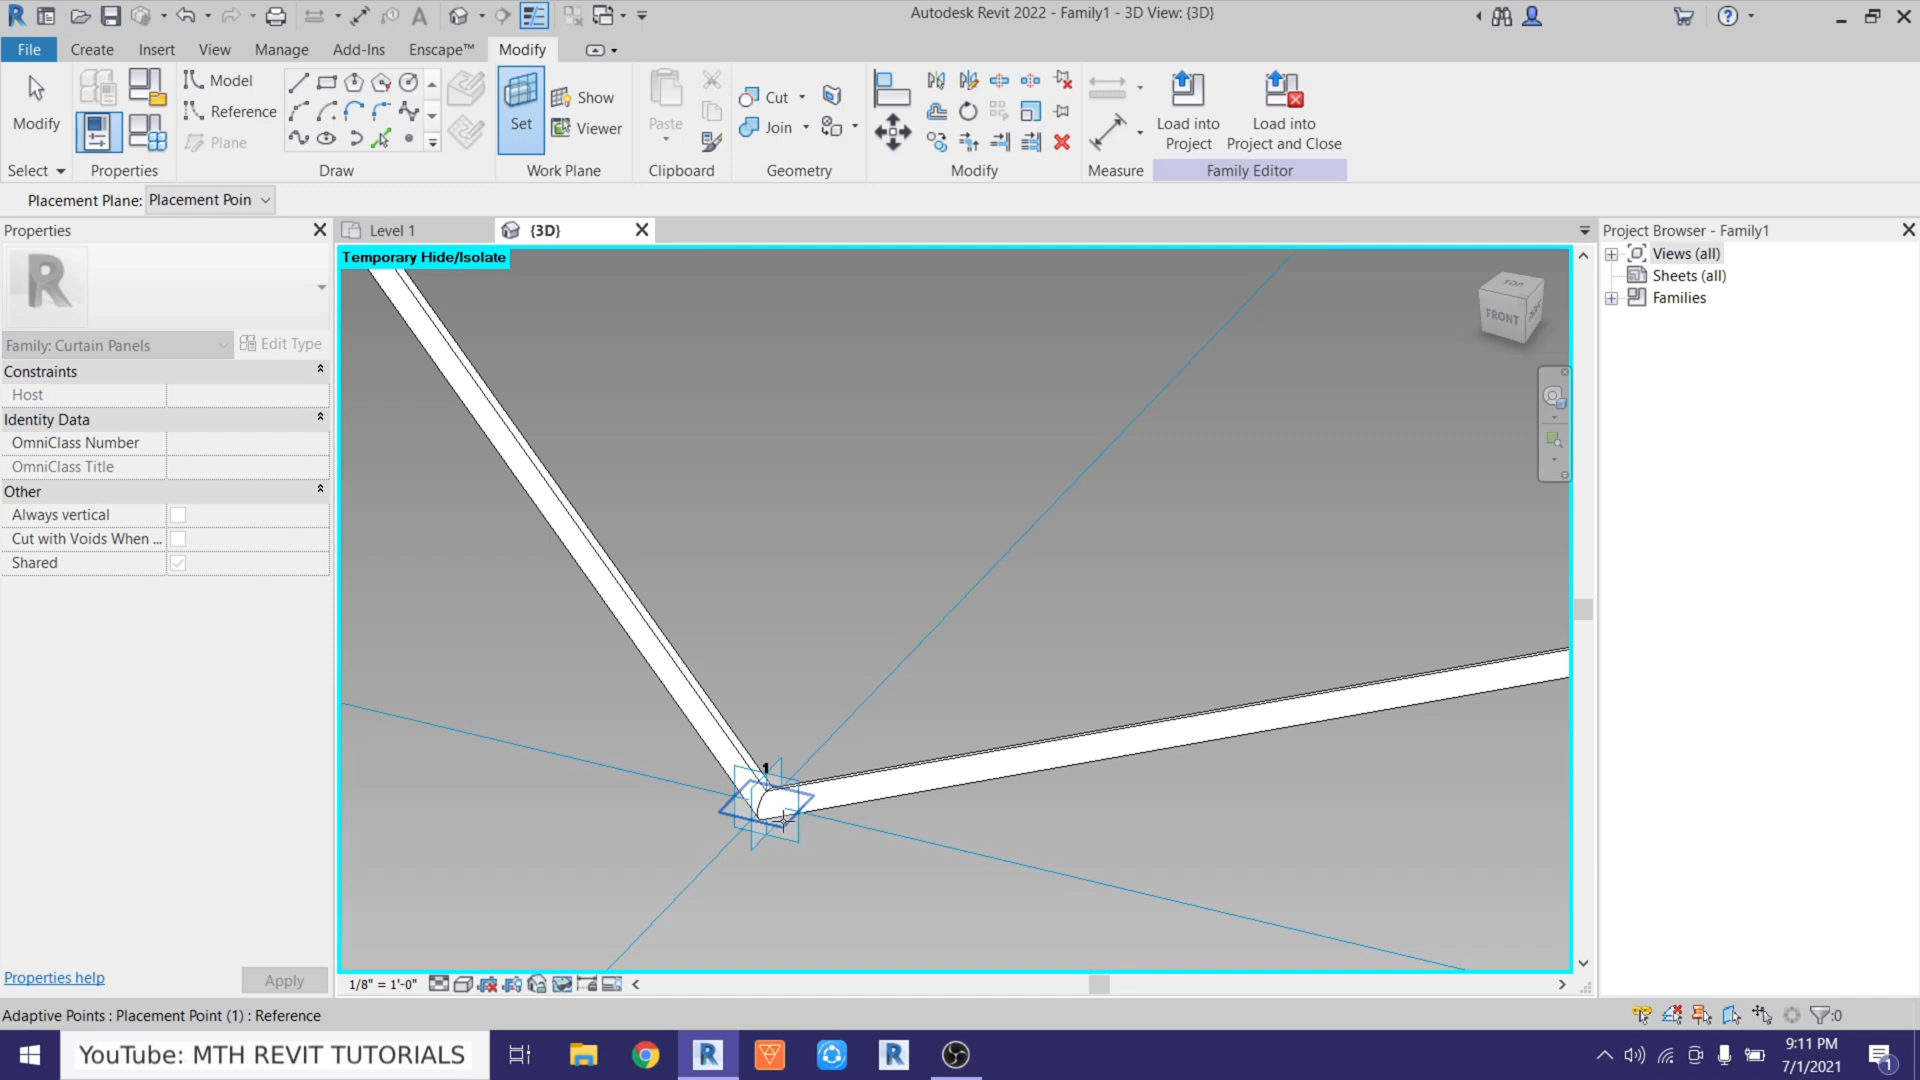 Autodesk Revit 2022 - Family1 - 3D View: {3D}
File Create Insert View Manage Add-Ins Enscape™ Modify
Modify
Select
Properties
Model
Reference
Plane
Draw
Set
Show
Viewer
Work Plane
Paste
Clipboard
Cut
Join
Geometry
Modify
Measure
Load into
Project
Load into
Project and Close
Family Editor
Placement Plane: Placement Poin
Properties
Family: Curtain Panels
Edit Type
Constraints
Host
Identity Data
OmniClass Number
OmniClass Title
Other
Always vertical
Cut with Voids When ...
Shared
Properties help
Apply
Level 1
{3D}
Temporary Hide/Isolate
TOP
FRONT
1
1/8" = 1'-0"
Project Browser - Family1
Views (all)
Sheets (all)
Families
Adaptive Points : Placement Point (1) : Reference
:0
YouTube: MTH REVIT TUTORIALS
9:11 PM
7/1/2021
1